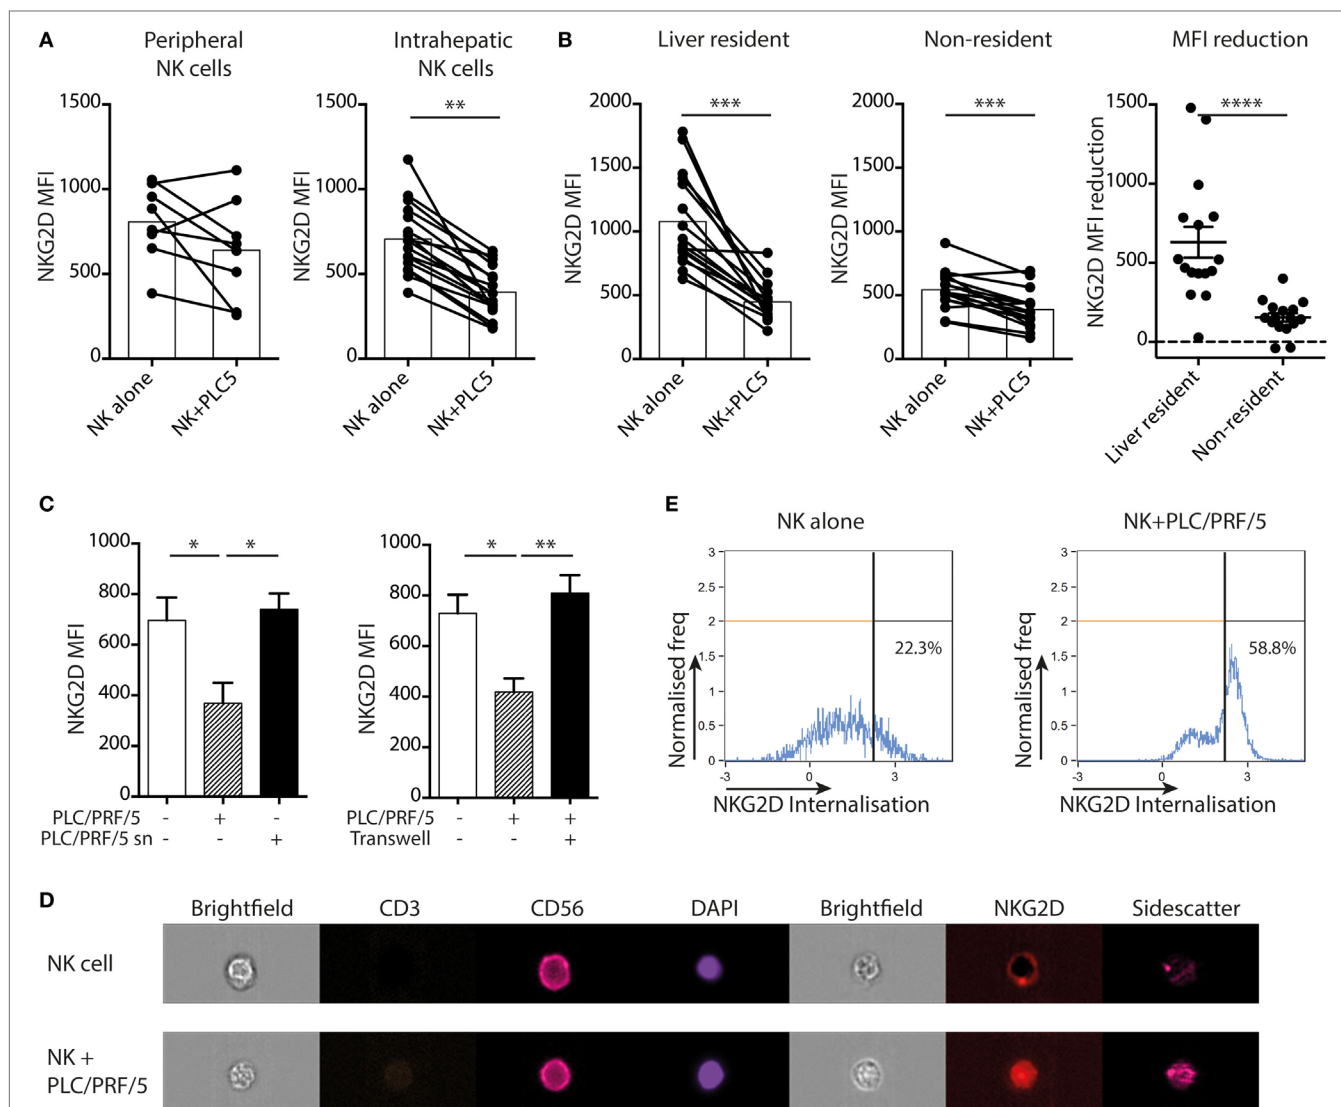 A
Peripheral
NK cells
NKG2D MFI
1500
1000
500
0
NK alone
NK+PLC5
Intrahepatic
NK cells
**
NKG2D MFI
1500
1000
500
0
NK alone
NK+PLC5
B
Liver resident
***
NKG2D MFI
2000
1500
1000
500
0
NK alone
NK+PLC5
Non-resident
***
NKG2D MFI
2000
1500
1000
500
0
NK alone
NK+PLC5
MFI reduction
****
NKG2D MFI reduction
1500
1000
500
0
Liver resident
Non-resident
C
* *
NKG2D MFI
1000
800
600
400
200
0
PLC/PRF/5 - + -
PLC/PRF/5 sn - - +
* **
NKG2D MFI
1000
800
600
400
200
0
PLC/PRF/5 - + +
Transwell - - +
E
NK alone
Normalised freq
3
2.5
2
1.5
1
0.5
0
22.3%
-3 0 3
NKG2D Internalisation
NK+PLC/PRF/5
Normalised freq
3
2.5
2
1.5
1
0.5
0
58.8%
-3 0 3
NKG2D Internalisation
D
Brightfield CD3 CD56 DAPI Brightfield NKG2D Sidescatter
NK cell
NK +
PLC/PRF/5